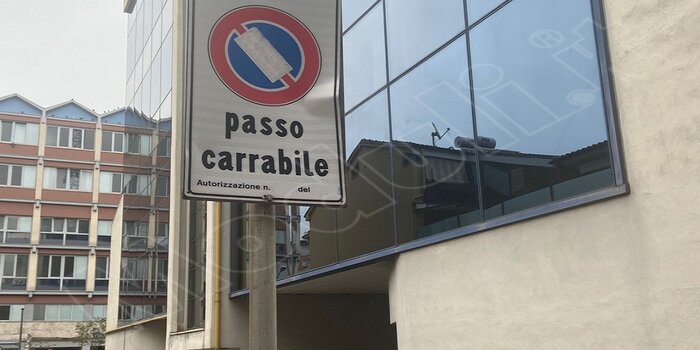 passo
carrabile
Autorizzazione n. del